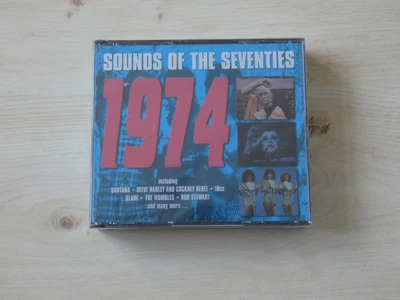 SOUNDS OF THE SEVENTIES
1974
including
SANTANA • STEVE HARLEY AND COCKNEY REBEL • 10cc
SLADE • THE WOMBLES • ROD STEWART
and many more ...